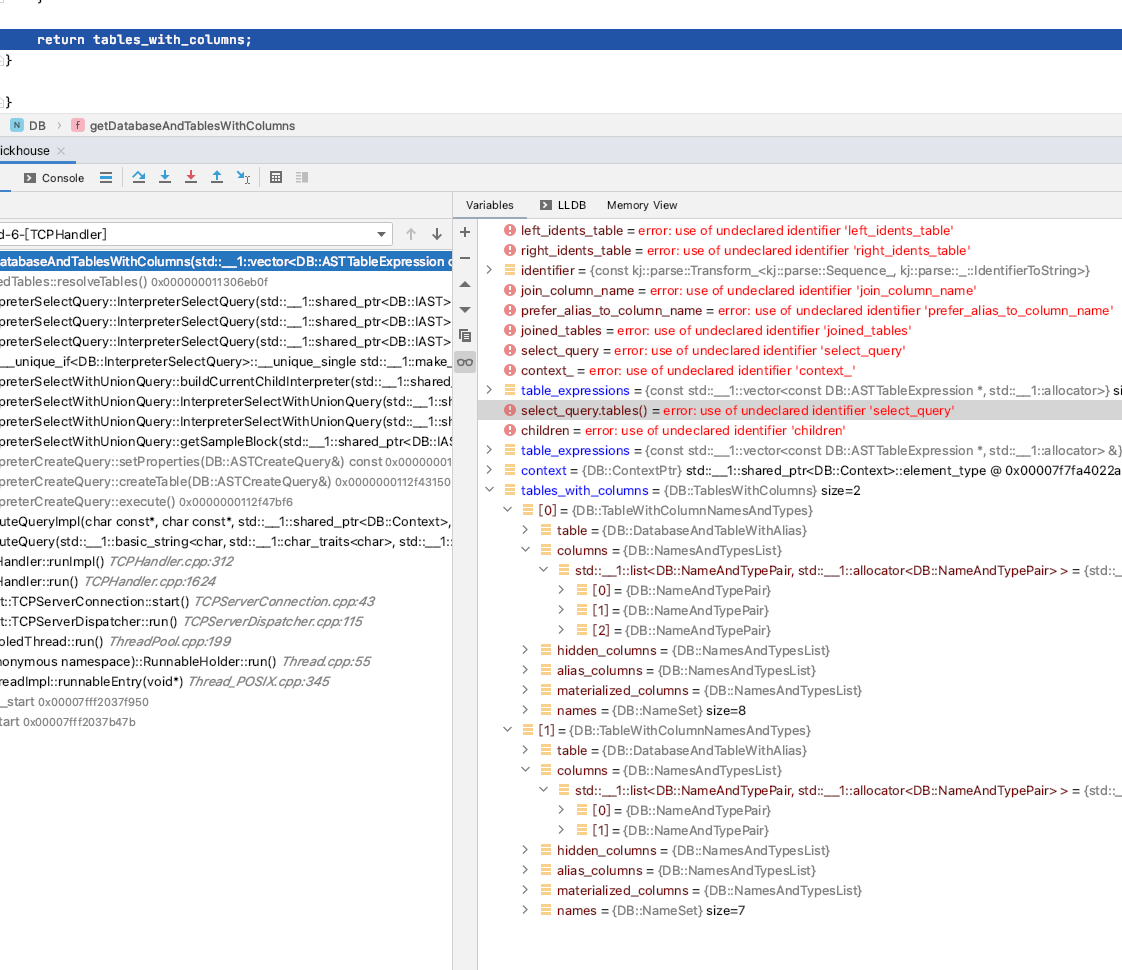 return tables_with_columns;
}
}
N DB > f getDatabaseAndTablesWithColumns
ickhouse ×
Console
d-6-[TCPHandler]
atabaseAndTablesWithColumns(std::__1::vector<DB::ASTTableExpression c
edTables::resolveTables() 0x000000011306eb0f
preterSelectQuery::InterpreterSelectQuery(std::__1::shared_ptr<DB::IAST>
preterSelectQuery::InterpreterSelectQuery(std::__1::shared_ptr<DB::IAST>
preterSelectQuery::InterpreterSelectQuery(std::__1::shared_ptr<DB::IAST>
__unique_if<DB::InterpreterSelectQuery>::__unique_single std::__1::make_
preterSelectWithUnionQuery::buildCurrentChildInterpreter(std::__1::shared_
preterSelectWithUnionQuery::InterpreterSelectWithUnionQuery(std::__1::sh
preterSelectWithUnionQuery::InterpreterSelectWithUnionQuery(std::__1::sh
preterSelectWithUnionQuery::getSampleBlock(std::__1::shared_ptr<DB::IAS
preterCreateQuery::setProperties(DB::ASTCreateQuery&) const 0x00000001
preterCreateQuery::createTable(DB::ASTCreateQuery&) 0x0000000112f43150
preterCreateQuery::execute() 0x0000000112f47bf6
uteQueryImpl(char const*, char const*, std::__1::shared_ptr<DB::Context>,
uteQuery(std::__1::basic_string<char, std::__1::char_traits<char>, std::__1::
Handler::runImpl() TCPHandler.cpp:312
Handler::run() TCPHandler.cpp:1624
t::TCPServerConnection::start() TCPServerConnection.cpp:43
t::TCPServerDispatcher::run() TCPServerDispatcher.cpp:115
oledThread::run() ThreadPool.cpp:199
nonymous namespace)::RunnableHolder::run() Thread.cpp:55
readImpl::runnableEntry(void*) Thread_POSIX.cpp:345
_start 0x00007fff2037f950
tart 0x00007fff2037b47b
Variables LLDB Memory View
left_idents_table = error: use of undeclared identifier 'left_idents_table'
right_idents_table = error: use of undeclared identifier 'right_idents_table'
identifier = {const kj::parse::Transform_<kj::parse::Sequence_, kj::parse::_::IdentifierToString>}
join_column_name = error: use of undeclared identifier 'join_column_name'
prefer_alias_to_column_name = error: use of undeclared identifier 'prefer_alias_to_column_name'
joined_tables = error: use of undeclared identifier 'joined_tables'
select_query = error: use of undeclared identifier 'select_query'
context_ = error: use of undeclared identifier 'context_'
table_expressions = {const std::__1::vector<const DB::ASTTableExpression *, std::__1::allocator>} si
select_query.tables() = error: use of undeclared identifier 'select_query'
children = error: use of undeclared identifier 'children'
table_expressions = {const std::__1::vector<const DB::ASTTableExpression *, std::__1::allocator> &}
context = {DB::ContextPtr} std::__1::shared_ptr<DB::Context>::element_type @ 0x00007f7fa4022a
tables_with_columns = {DB::TablesWithColumns} size=2
[0] = {DB::TableWithColumnNamesAndTypes}
table = {DB::DatabaseAndTableWithAlias}
columns = {DB::NamesAndTypesList}
std::__1::list<DB::NameAndTypePair, std::__1::allocator<DB::NameAndTypePair> > = {std::_
[0] = {DB::NameAndTypePair}
[1] = {DB::NameAndTypePair}
[2] = {DB::NameAndTypePair}
hidden_columns = {DB::NamesAndTypesList}
alias_columns = {DB::NamesAndTypesList}
materialized_columns = {DB::NamesAndTypesList}
names = {DB::NameSet} size=8
[1] = {DB::TableWithColumnNamesAndTypes}
table = {DB::DatabaseAndTableWithAlias}
columns = {DB::NamesAndTypesList}
std::__1::list<DB::NameAndTypePair, std::__1::allocator<DB::NameAndTypePair> > = {std::_
[0] = {DB::NameAndTypePair}
[1] = {DB::NameAndTypePair}
hidden_columns = {DB::NamesAndTypesList}
alias_columns = {DB::NamesAndTypesList}
materialized_columns = {DB::NamesAndTypesList}
names = {DB::NameSet} size=7